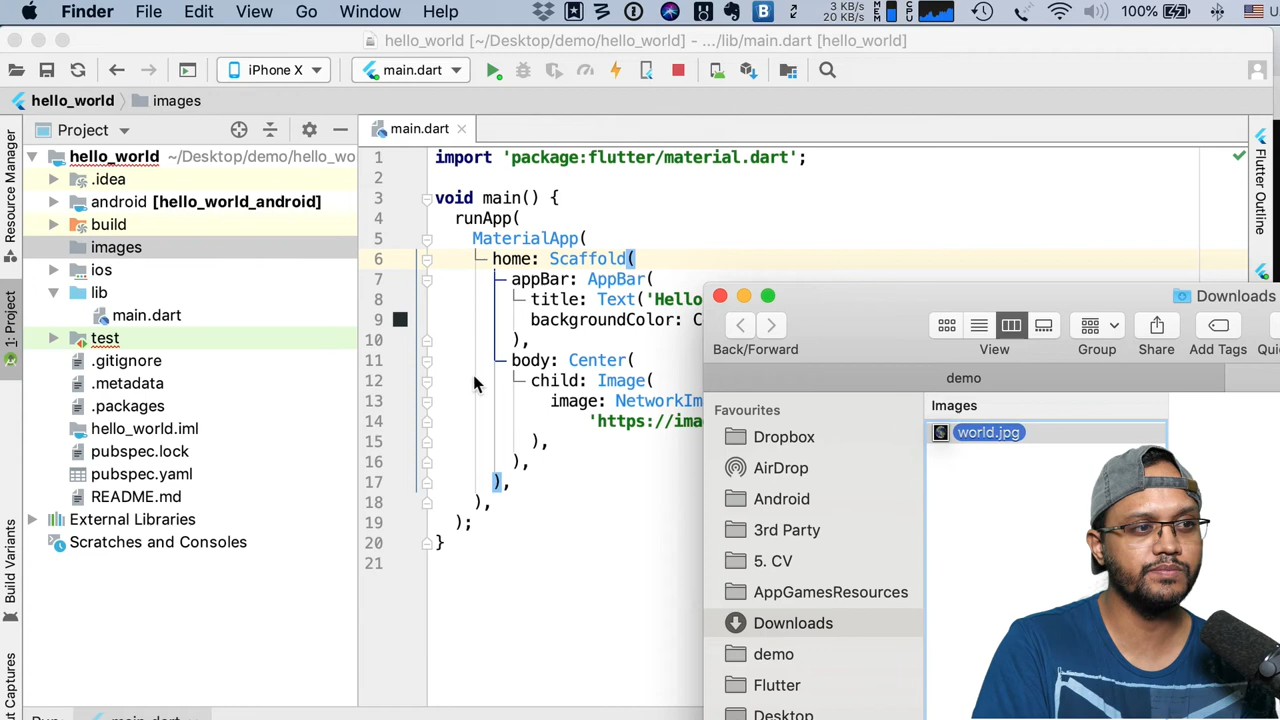 Finder File Edit View Go Window Help
3 KB/s
20 KB/s
MEM
CPU
100%
hello_world [~/Desktop/demo/hello_world] - .../lib/main.dart [hello_world]
iPhone X
main.dart
hello_world
images
Resource Manager
1: Project
Build Variants
Flutter Outline
Project
hello_world ~/Desktop/demo/hello_wo
.idea
android [hello_world_android]
build
images
ios
lib
main.dart
test
.gitignore
.metadata
.packages
hello_world.iml
pubspec.lock
pubspec.yaml
README.md
External Libraries
Scratches and Consoles
main.dart
1 import 'package:flutter/material.dart';
2
3 void main() {
4 runApp(
5 MaterialApp(
6 home: Scaffold(
7 appBar: AppBar(
8 title: Text('Hello
9 backgroundColor: C
10 ),
11 body: Center(
12 child: Image(
13 image: NetworkIm
14 'https://ima
15 ),
16 ),
17 ),
18 ),
19 );
20 }
21
Downloads
Back/Forward
View
Group
Share
Add Tags
demo
Favourites
Dropbox
AirDrop
Android
3rd Party
5. CV
AppGamesResources
Downloads
demo
Flutter
Desktop
Images
world.jpg